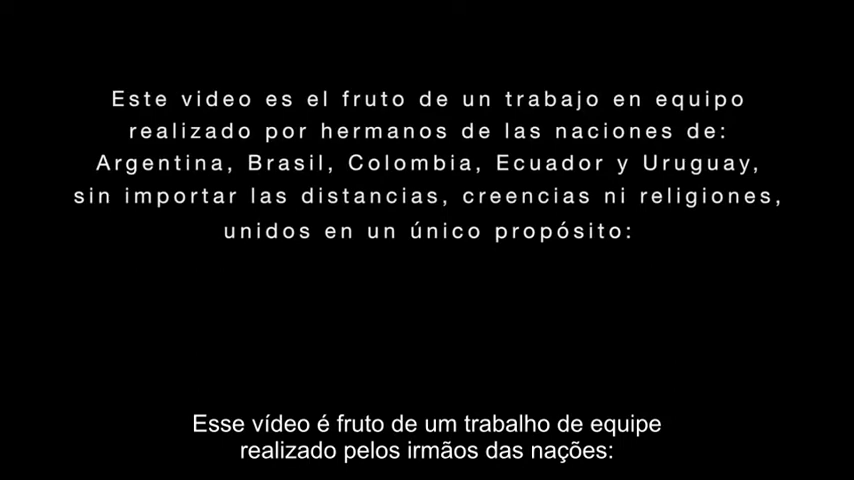 Este video es el fruto de un trabajo en equipo
realizado por hermanos de las naciones de:
Argentina, Brasil, Colombia, Ecuador y Uruguay,
sin importar las distancias, creencias ni religiones,
unidos en un único propósito:
Esse vídeo é fruto de um trabalho de equipe
realizado pelos irmãos das nações: